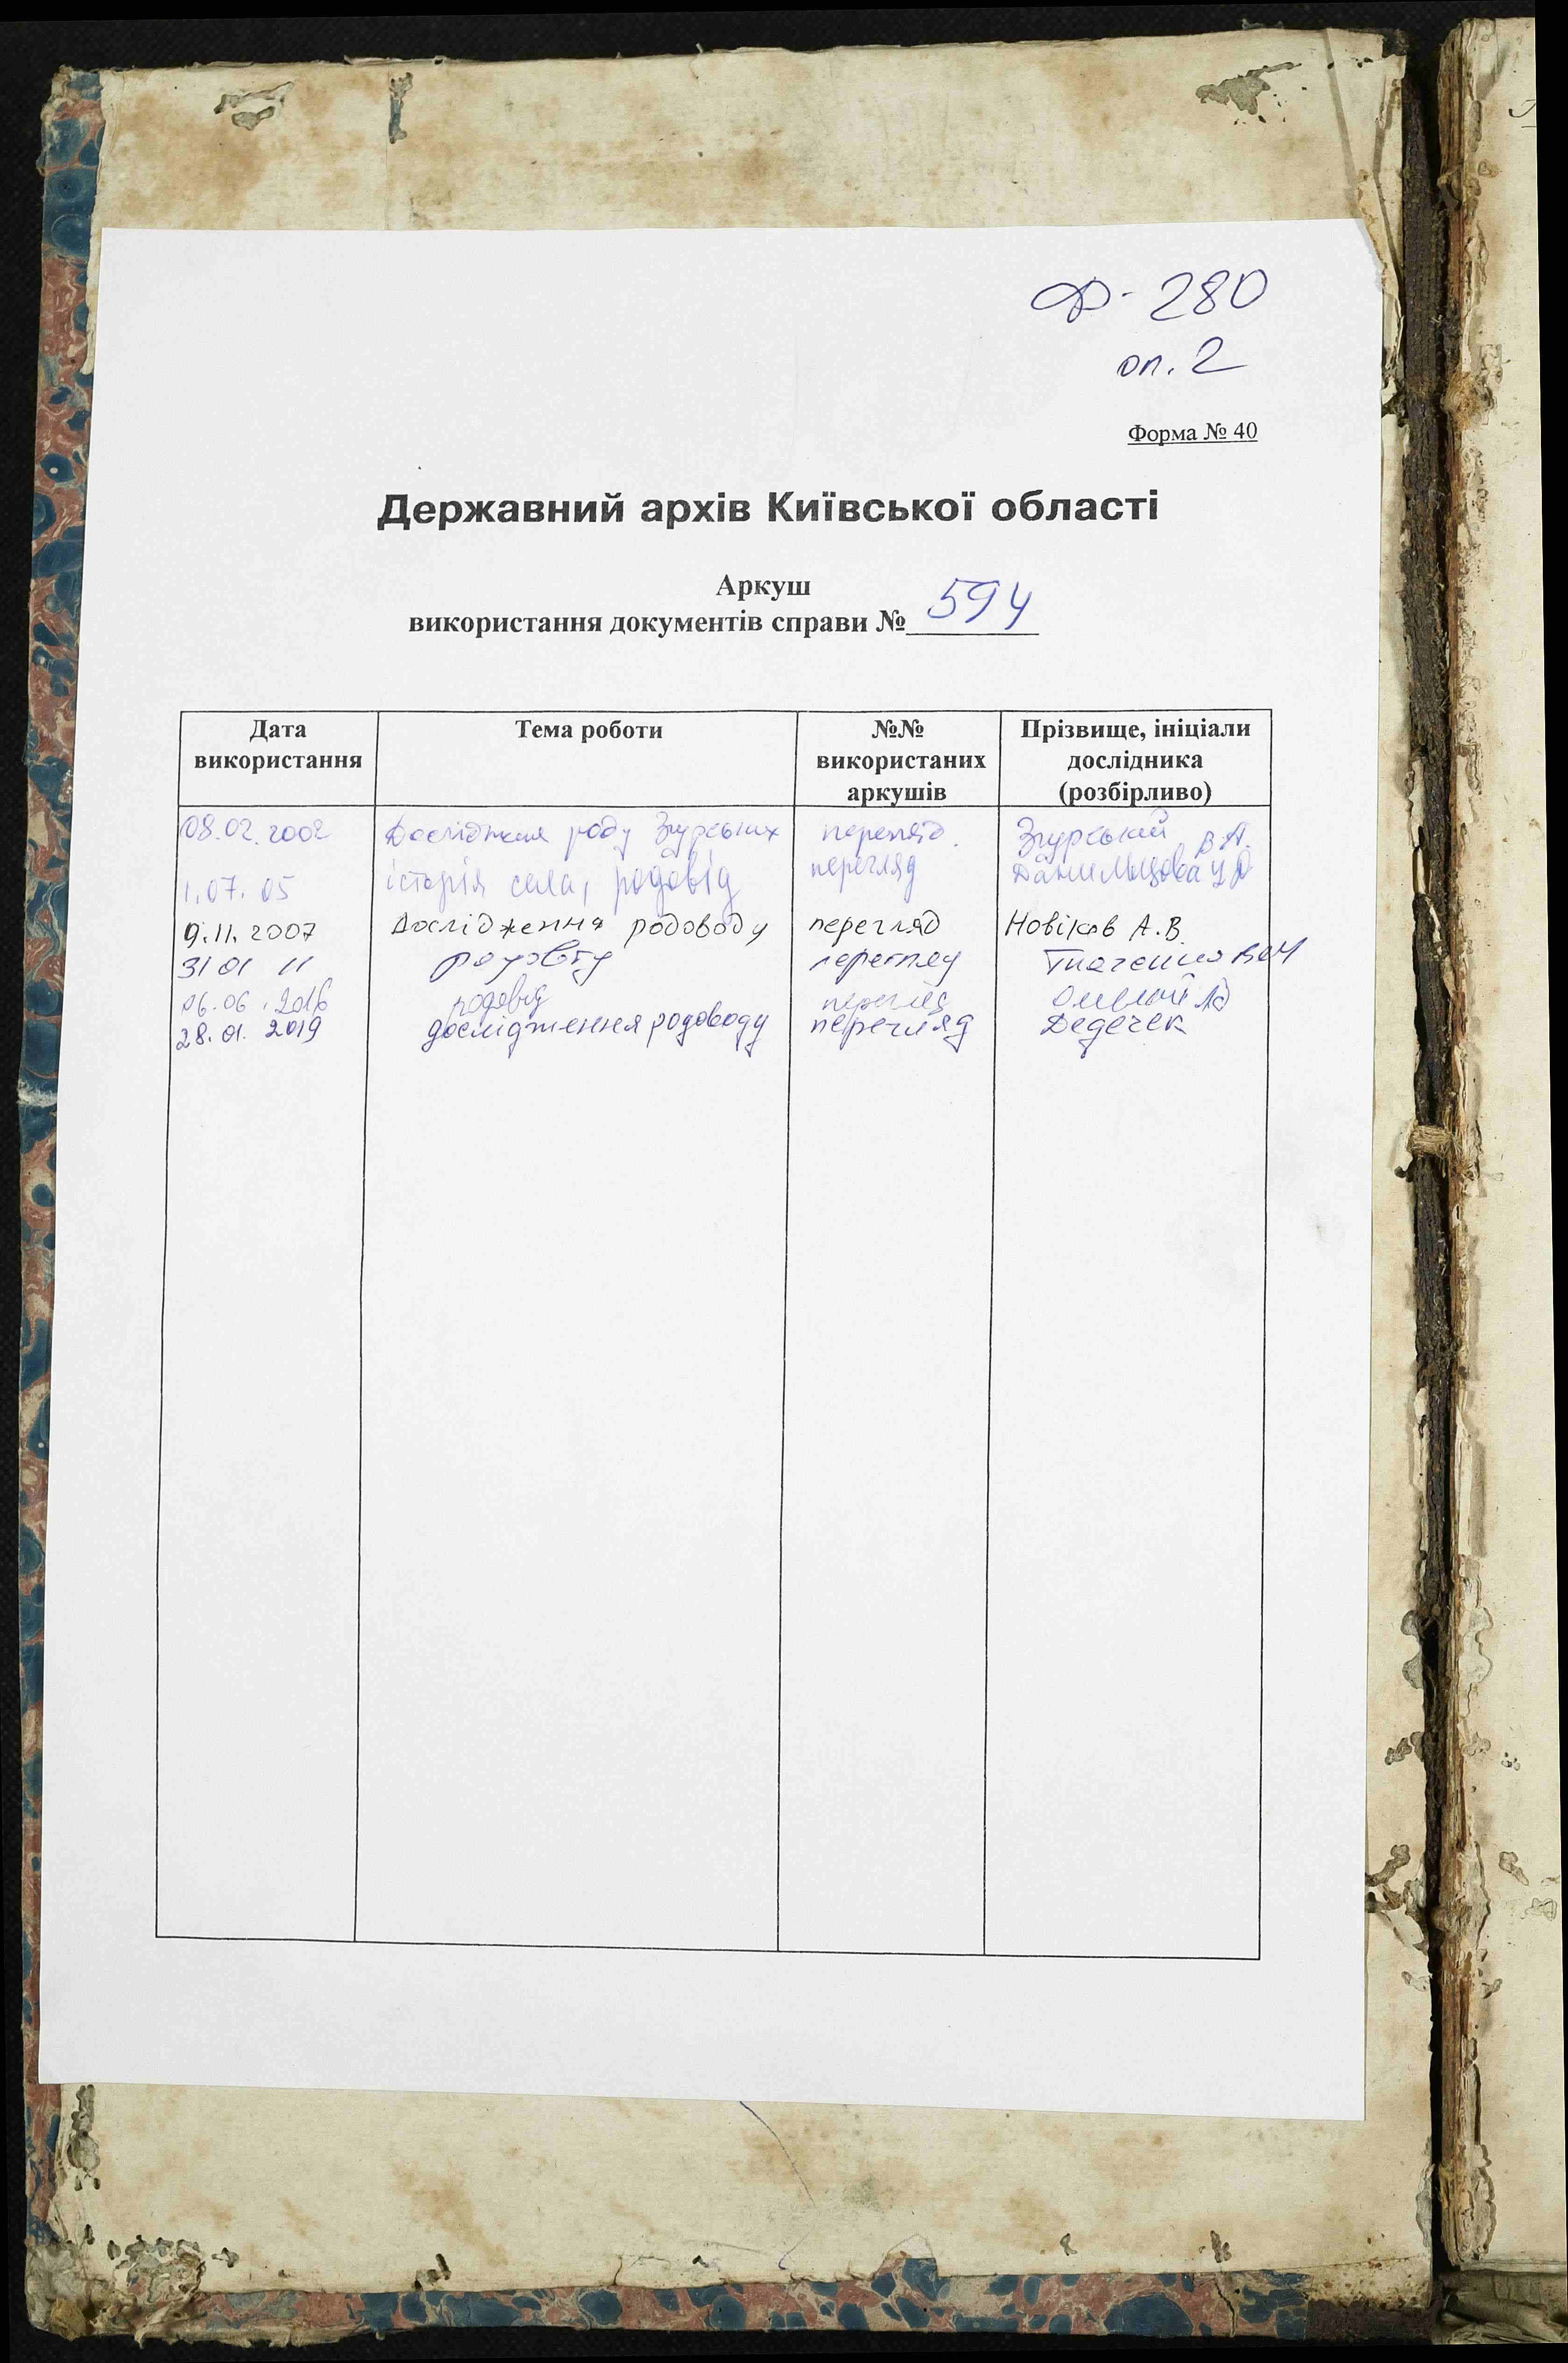 Ф-280
оп. 2
Форма № 40
Державний архів Київської області
Аркуш
використання документів справи № 594
Дата використання Тема роботи №№ використаних аркушів Прізвище, ініціали дослідника (розбірливо)
08.02.2002 Дослідження роду Згурських перегляд. Згурський В.А.
1.07.05 історія села, родовід перегляд
9.11.2007 Дослідження родоводу перегляд Новіков А.В.
31 01 11 родовід перегляд
06.06.2016 родовід перегляд
28.01.2019 дослідження родоводу перегляд Дедечек